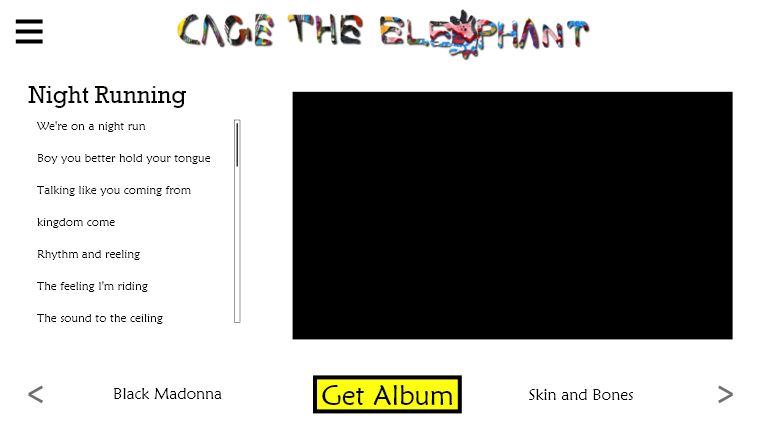 CAGE THE ELEPHANT
Night Running
We're on a night run
Boy you better hold your tongue
Talking like you coming from
kingdom come
Rhythm and reeling
The feeling I'm riding
The sound to the ceiling
< Black Madonna Get Album Skin and Bones >